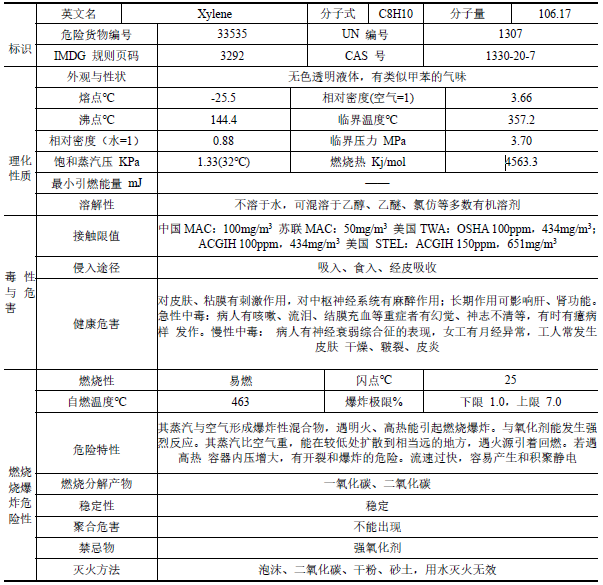 标识 英文名 Xylene 分子式 C8H10 分子量 106.17
危险货物编号 33535 UN 编号 1307
IMDG 规则页码 3292 CAS 号 1330-20-7
理化性质 外观与性状 无色透明液体，有类似甲苯的气味
熔点℃ -25.5 相对密度(空气=1) 3.66
沸点℃ 144.4 临界温度℃ 357.2
相对密度（水=1） 0.88 临界压力 MPa 3.70
饱和蒸汽压 KPa 1.33(32℃) 燃烧热 Kj/mol 4563.3
最小引燃能量 mJ ——
溶解性 不溶于水，可混溶于乙醇、乙醚、氯仿等多数有机溶剂
毒性与危害 接触限值 中国 MAC：100mg/m³ 苏联 MAC：50mg/m³ 美国 TWA：OSHA 100ppm，434mg/m³；
ACGIH 100ppm，434mg/m³ 美国 STEL：ACGIH 150ppm，651mg/m³
侵入途径 吸入、食入、经皮吸收
健康危害 对皮肤、粘膜有刺激作用，对中枢神经系统有麻醉作用；长期作用可影响肝、肾功能。
急性中毒：病人有咳嗽、流泪、结膜充血等重症者有幻觉、神志不清等，有时有癔病
样 发作。慢性中毒： 病人有神经衰弱综合征的表现，女工有月经异常，工人常发生
皮肤 干燥、皲裂、皮炎
燃烧烧爆炸危险性 燃烧性 易燃 闪点℃ 25
自燃温度℃ 463 爆炸极限% 下限 1.0，上限 7.0
危险特性 其蒸汽与空气形成爆炸性混合物，遇明火、高热能引起燃烧爆炸。与氧化剂能发生强
烈反应。其蒸汽比空气重，能在较低处扩散到相当远的地方，遇火源引着回燃。若遇
高热 容器内压增大，有开裂和爆炸的危险。流速过快，容易产生和积聚静电
燃烧分解产物 一氧化碳、二氧化碳
稳定性 稳定
聚合危害 不能出现
禁忌物 强氧化剂
灭火方法 泡沫、二氧化碳、干粉、砂土，用水灭火无效